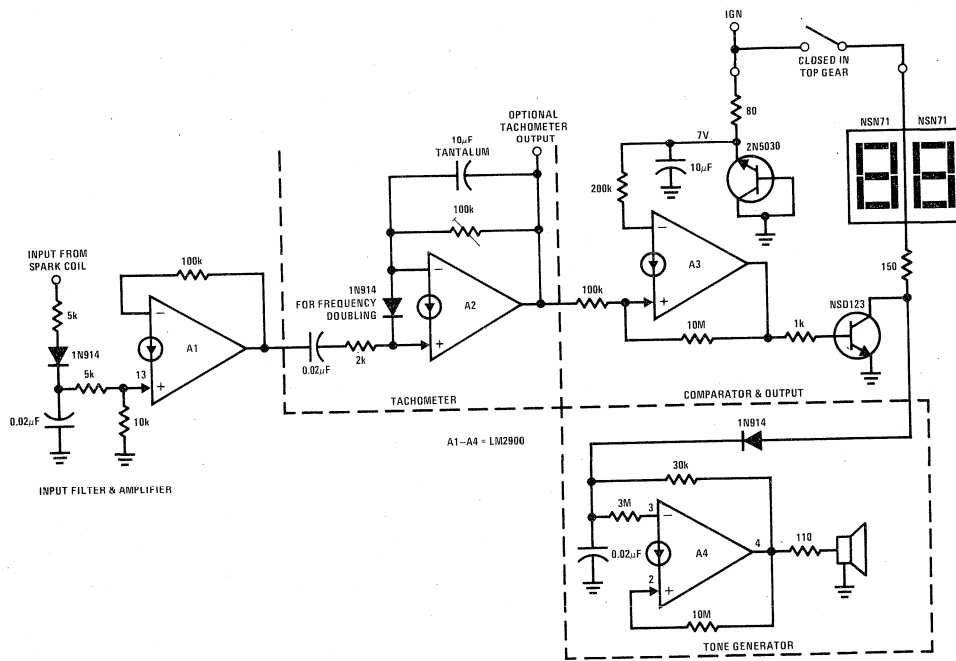 IGN
CLOSED IN
TOP GEAR
80
NSN71
NSN71
OPTIONAL
TACHOMETER
OUTPUT
10μF
TANTALUM
7V
2N5030
10μF
200k
100k
INPUT FROM
SPARK COIL
100k
5k
1N914
FOR FREQUENCY
DOUBLING
A1
A2
A3
150
NSD123
1N914
5k
13
100k
10M
1k
0.02μF
10k
0.02μF
2k
TACHOMETER
COMPARATOR & OUTPUT
A1–A4 = LM2900
1N914
INPUT FILTER & AMPLIFIER
30k
3M
3
0.02μF
A4
4
110
2
10M
TONE GENERATOR